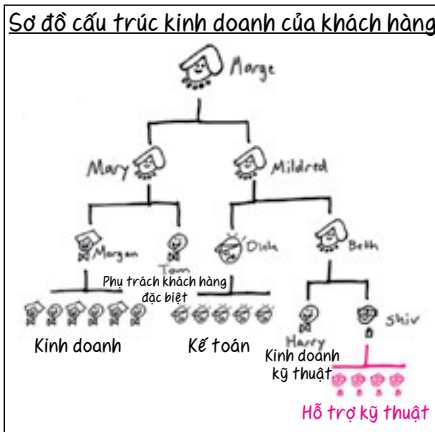 Sơ đồ cấu trúc kinh doanh của khách hàng
Marge
Mary
Mildred
Morgan
Tom
Beth
Phụ trách khách hàng
đặc biệt
Harry
Shiv
Kinh doanh
Kế toán
Kinh doanh
kỹ thuật
Hỗ trợ kỹ thuật